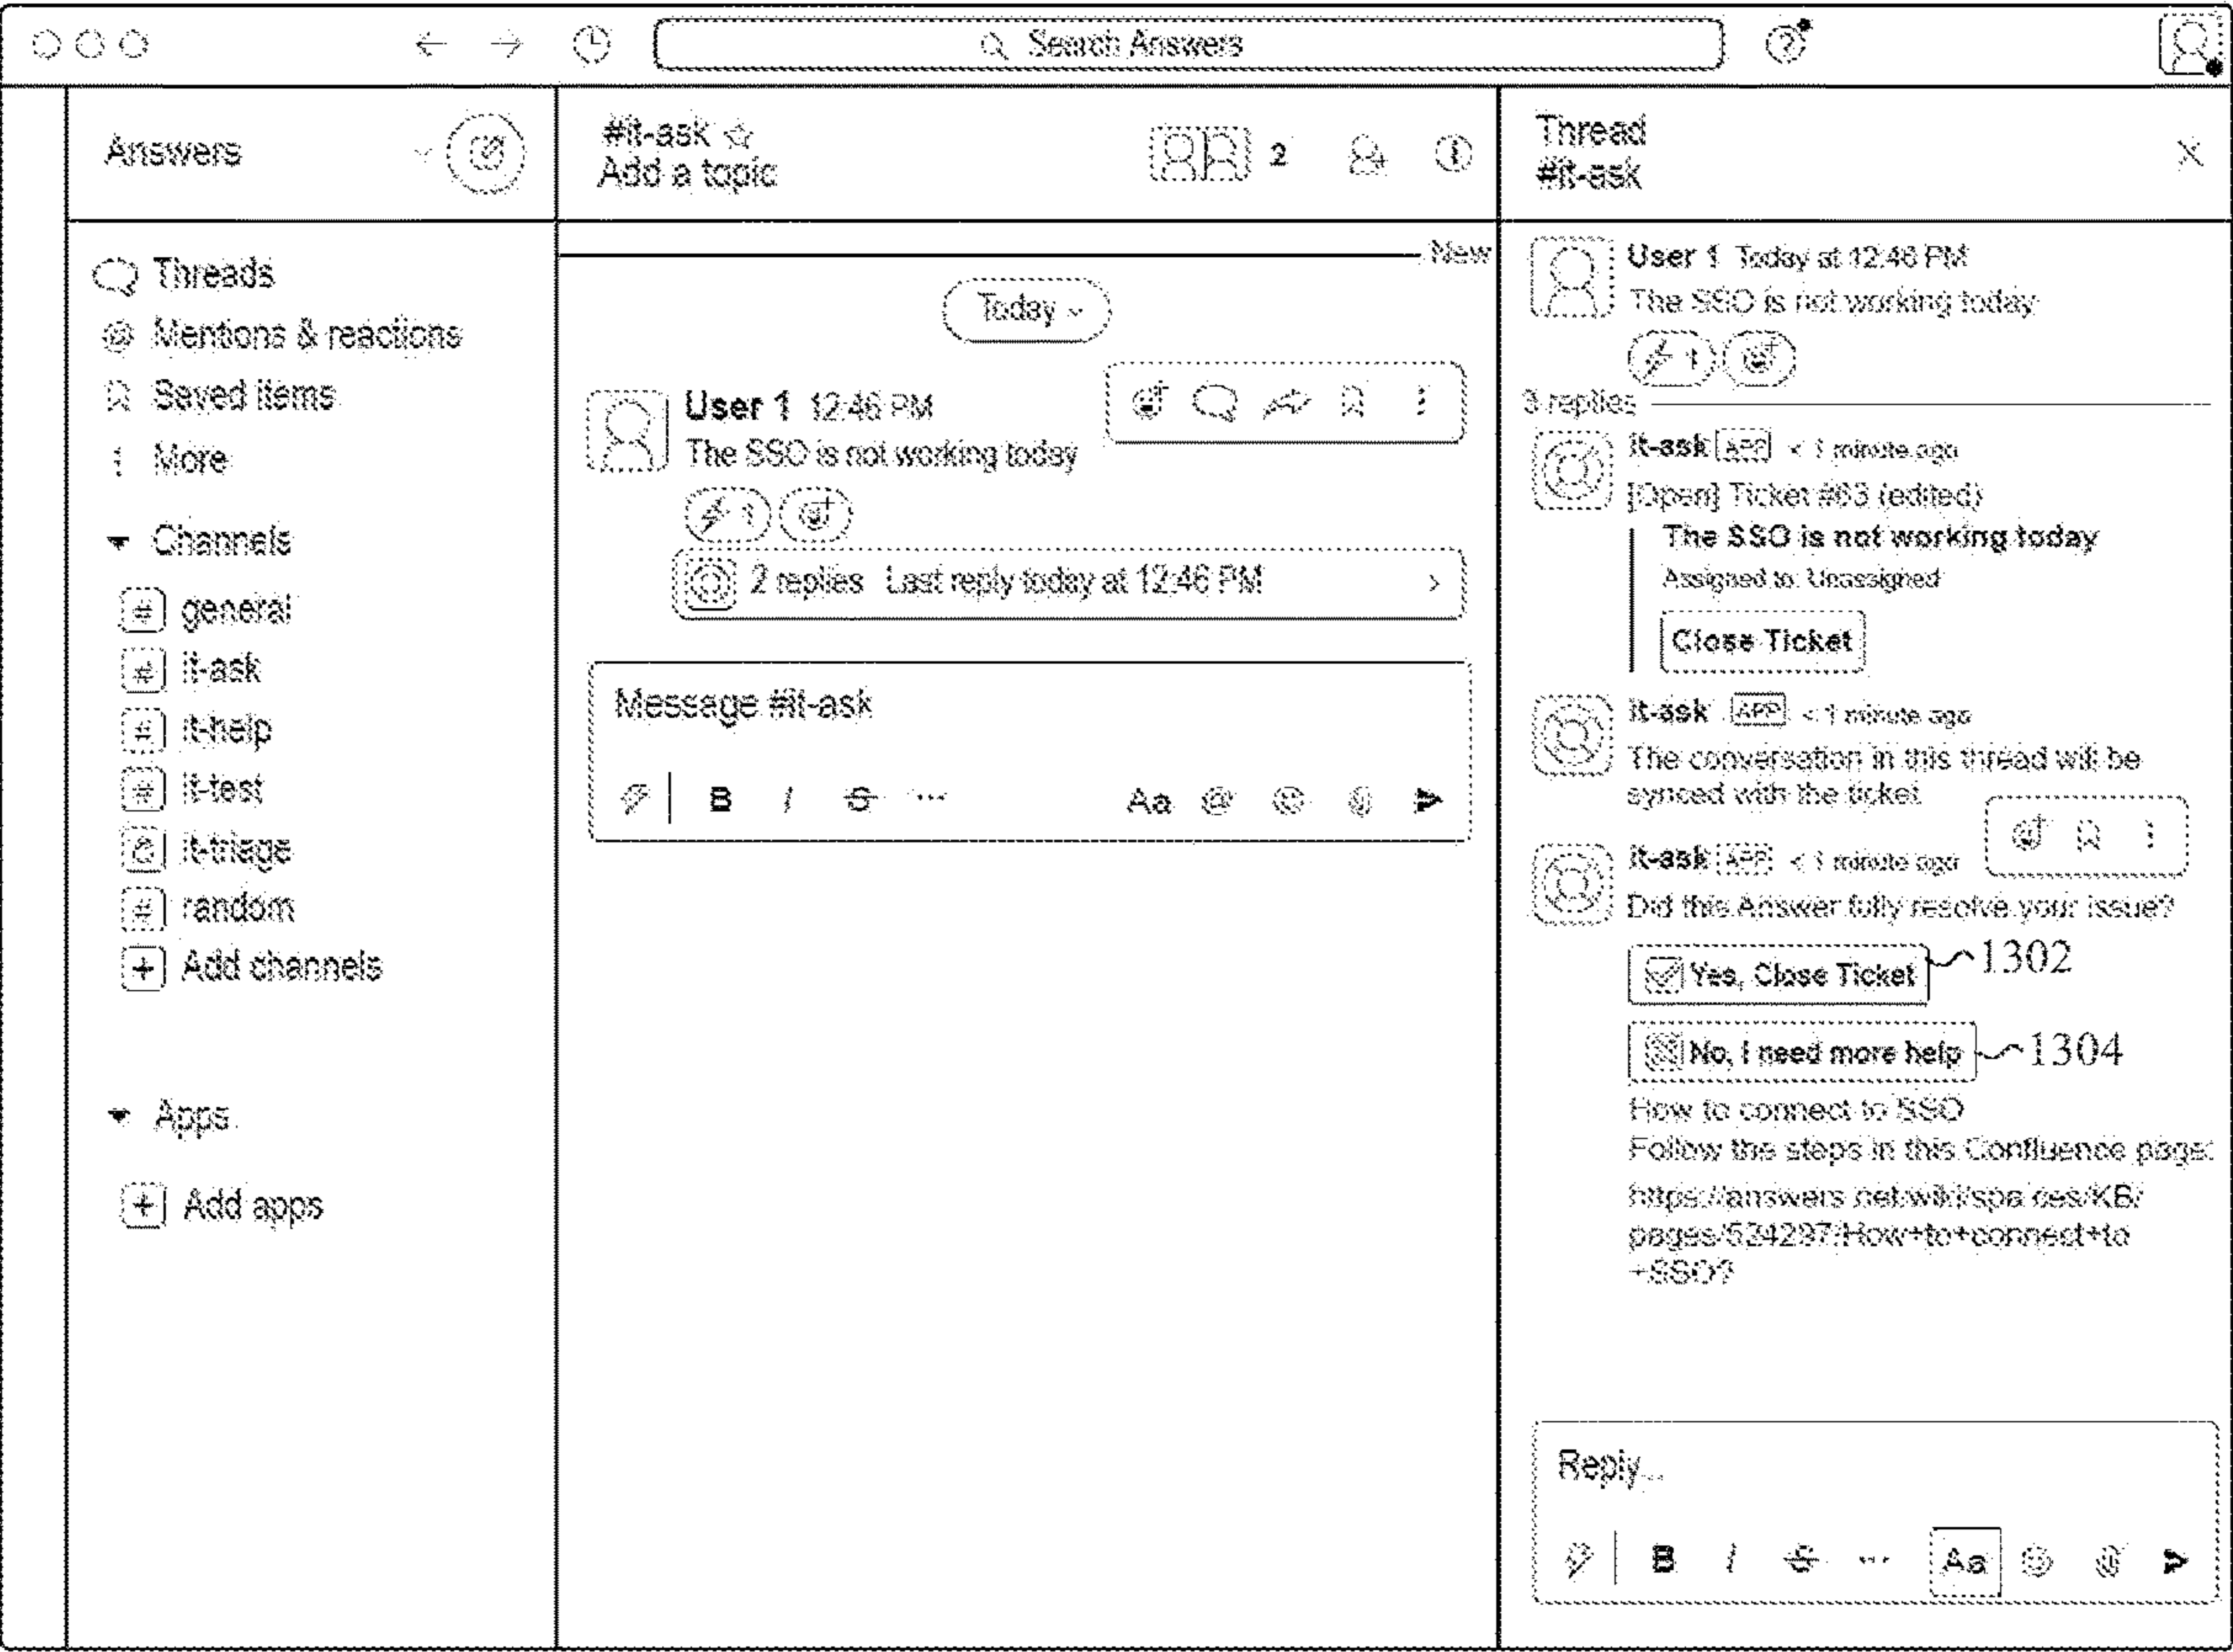 Search Answers
Answers
Threads
@ Mentions & reactions
Saved items
More
Channels
# general
# it-ask
# it-help
# it-test
it-triage
# random
+ Add channels
Apps
+ Add apps
#it-ask
Add a topic
2
New
Today
User 1 12:46 PM
The SSO is not working today
1
2 replies Last reply today at 12:46 PM
Message #it-ask
B I S ... Aa @
Thread
#it-ask
User 1 Today at 12:46 PM
The SSO is not working today
1
3 replies
it-ask APP < 1 minute ago
[Open] Ticket #63 (edited)
The SSO is not working today
Assigned to: Unassigned
Close Ticket
it-ask APP < 1 minute ago
The conversation in this thread will be
synced with the ticket.
it-ask APP < 1 minute ago
Did this Answer fully resolve your issue?
Yes, Close Ticket 1302
No, I need more help 1304
How to connect to SSO
Follow the steps in this Confluence page:
https://answers.net/wiki/spa ces/KB/
pages/524297/How+to+connect+to
+SSO?
Reply...
B I S ... Aa